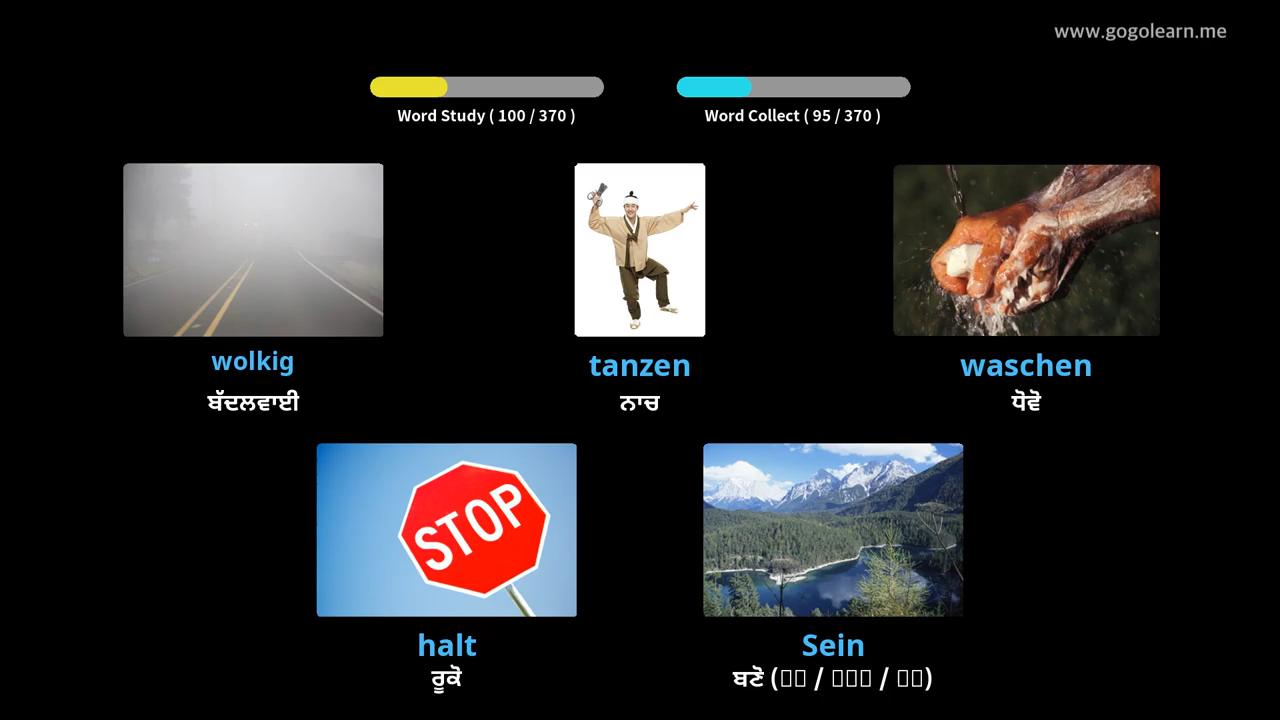 www.gogolearn.me
Word Study ( 100 / 370 )
Word Collect ( 95 / 370 )
wolkig
ਬੱਦਲਵਾਈ
tanzen
ਨਾਚ
waschen
ਧੋਵੋ
STOP
halt
ਰੁਕੋ
Sein
ਬਣੋ (▯▯ / ▯▯▯ / ▯▯)